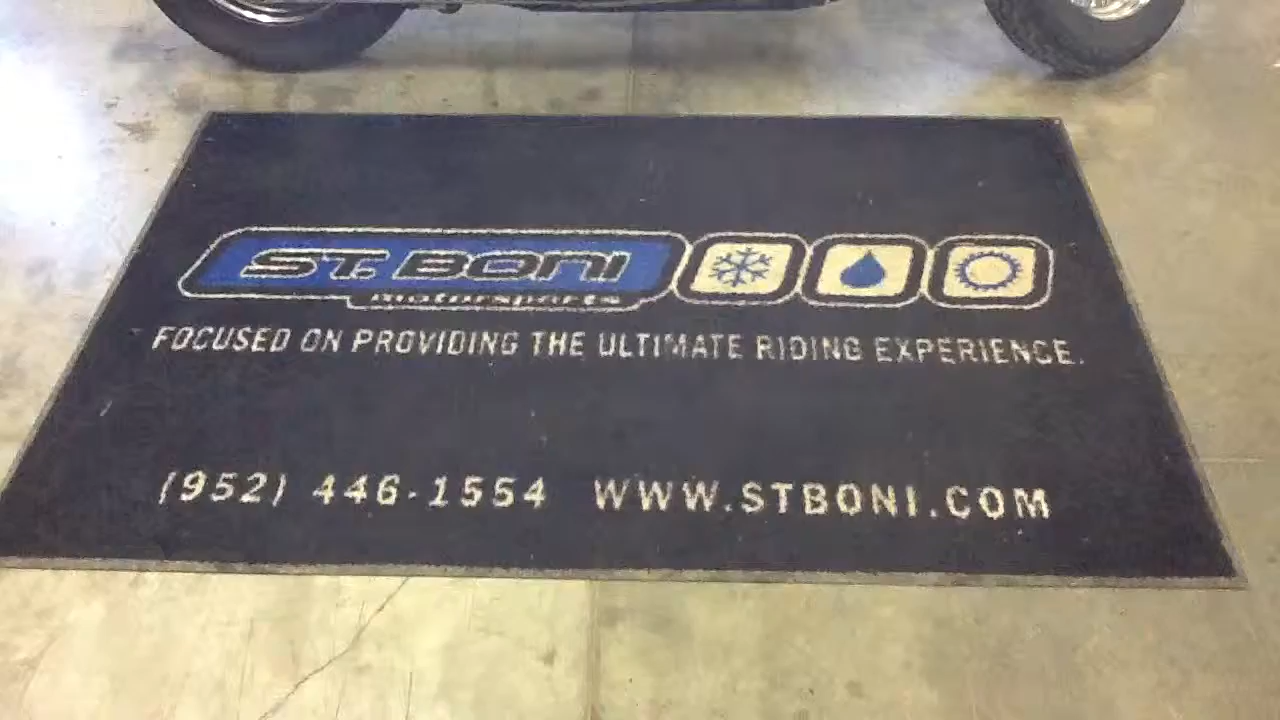 ST. BONI
motorsports
FOCUSED ON PROVIDING THE ULTIMATE RIDING EXPERIENCE.
(952) 446-1554 WWW.STBONI.COM